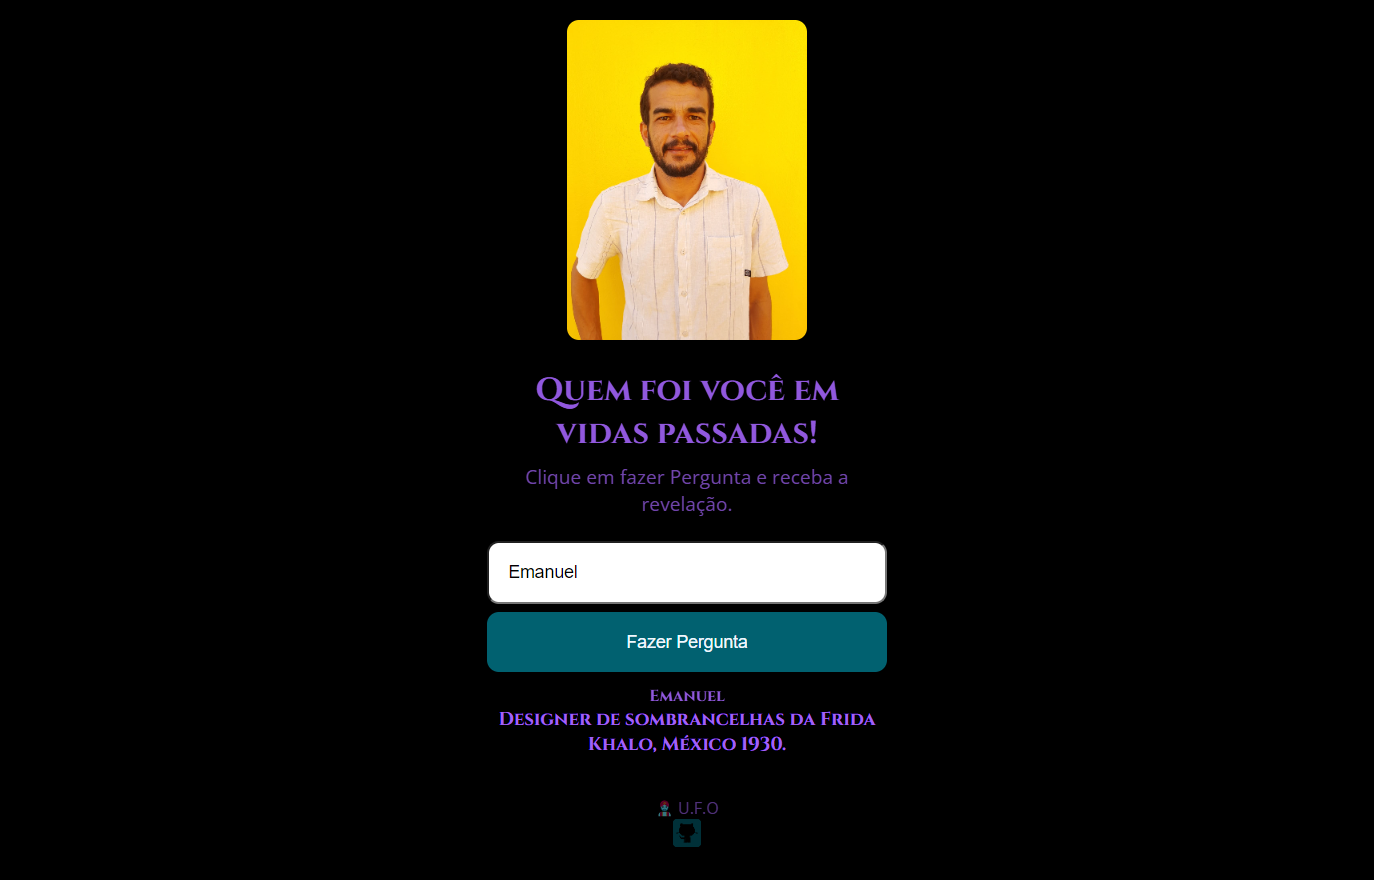 Quem foi você em
vidas passadas!
Clique em fazer Pergunta e receba a
revelação.
Emanuel
Fazer Pergunta
Emanuel
Designer de sombrancelhas da Frida
Khalo, México 1930.
U.F.O